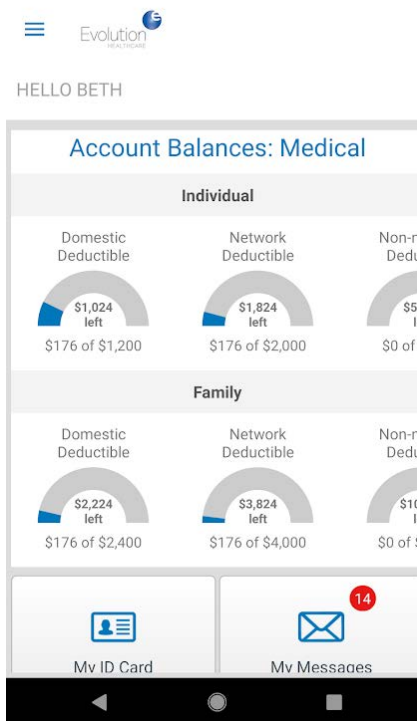 Evolution
HEALTHCARE
HELLO BETH
Account Balances: Medical
Individual
Domestic Deductible
Network Deductible
$1,024 left
$1,824 left
$176 of $1,200
$176 of $2,000
$0 of
Family
Domestic Deductible
Network Deductible
$2,224 left
$3,824 left
$176 of $2,400
$176 of $4,000
$0 of
14
My ID Card
My Messages